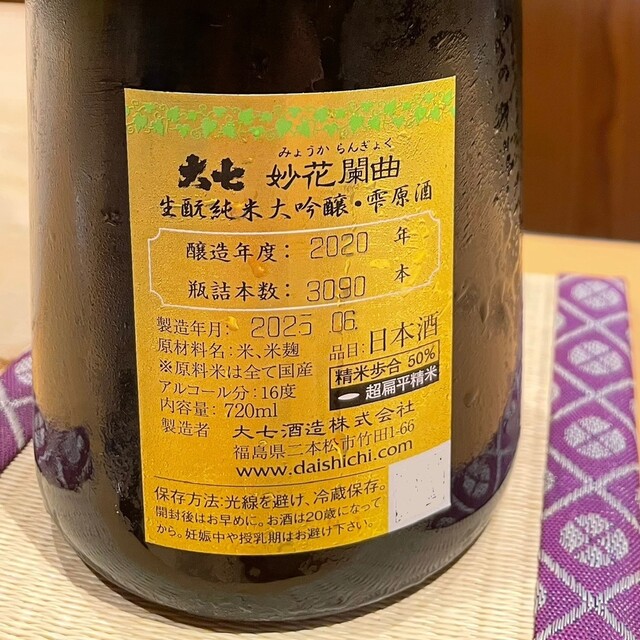 みょうか らんぎょく
大七 妙花闌曲
生酛純米大吟醸・雫原酒
醸造年度: 2020 年
瓶詰本数: 3090 本
製造年月: 2025 06.
原材料名:米、米麹 品目:日本酒
※原料米は全て国産 精米歩合 50%
アルコール分:16度 超扁平精米
内容量:720ml
製造者 大七酒造株式会社
福島県二本松市竹田1-66
www.daishichi.com
保存方法:光線を避け、冷蔵保存。
開封後はお早めに。お酒は20歳になって
から。妊娠中や授乳期はお避け下さい。